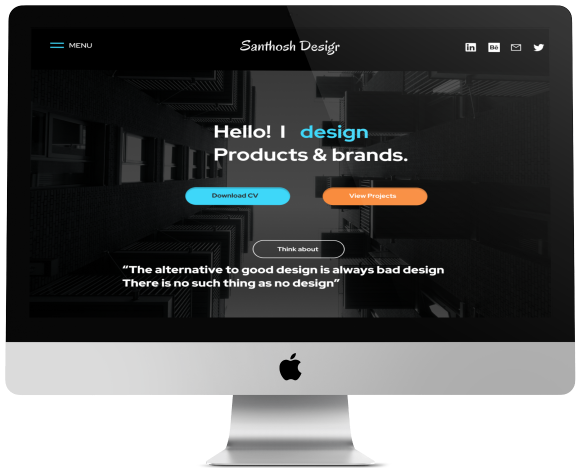 MENU
Santhosh Desigr
in
Bē
Hello! I design
Products & brands.
Download CV
View Projects
Think about
“The alternative to good design is always bad design
There is no such thing as no design”